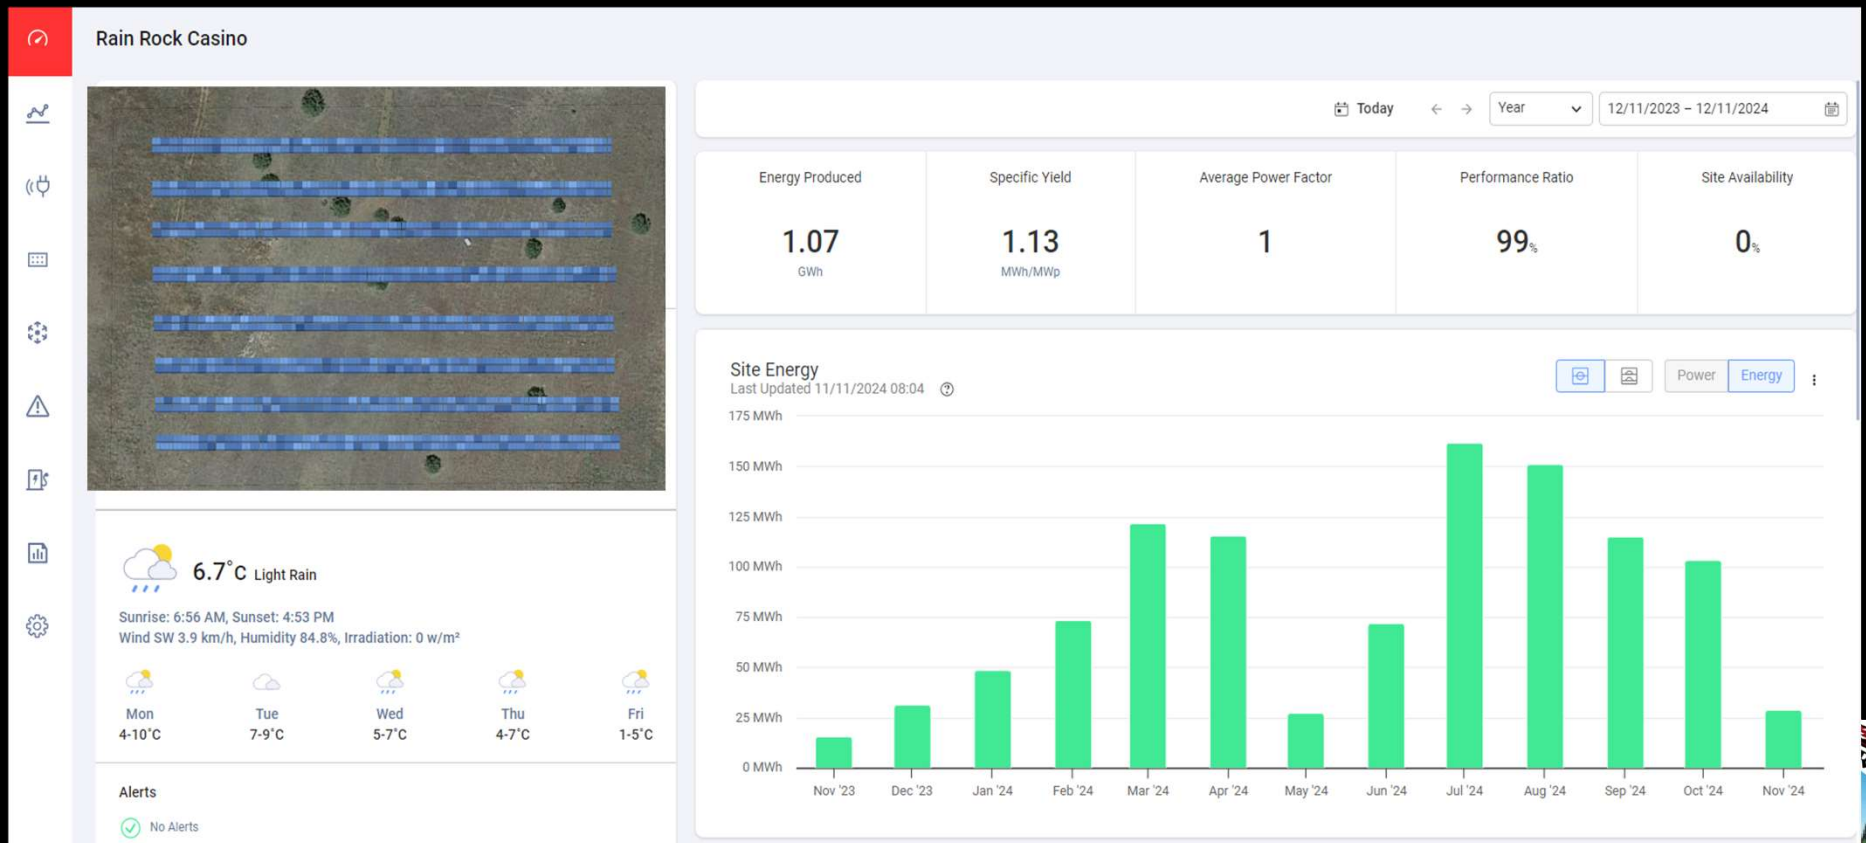 Rain Rock Casino
Today
Year
12/11/2023 – 12/11/2024
Energy Produced
1.07
GWh
Specific Yield
1.13
MWh/MWp
Average Power Factor
1
Performance Ratio
99%
Site Availability
0%
Site Energy
Last Updated 11/11/2024 08:04
Power
Energy
175 MWh
150 MWh
125 MWh
100 MWh
75 MWh
50 MWh
25 MWh
0 MWh
Nov '23 Dec '23 Jan '24 Feb '24 Mar '24 Apr '24 May '24 Jun '24 Jul '24 Aug '24 Sep '24 Oct '24 Nov '24
6.7°C Light Rain
Sunrise: 6:56 AM, Sunset: 4:53 PM
Wind SW 3.9 km/h, Humidity 84.8%, Irradiation: 0 w/m²
Mon Tue Wed Thu Fri
4-10°C 7-9°C 5-7°C 4-7°C 1-5°C
Alerts
No Alerts